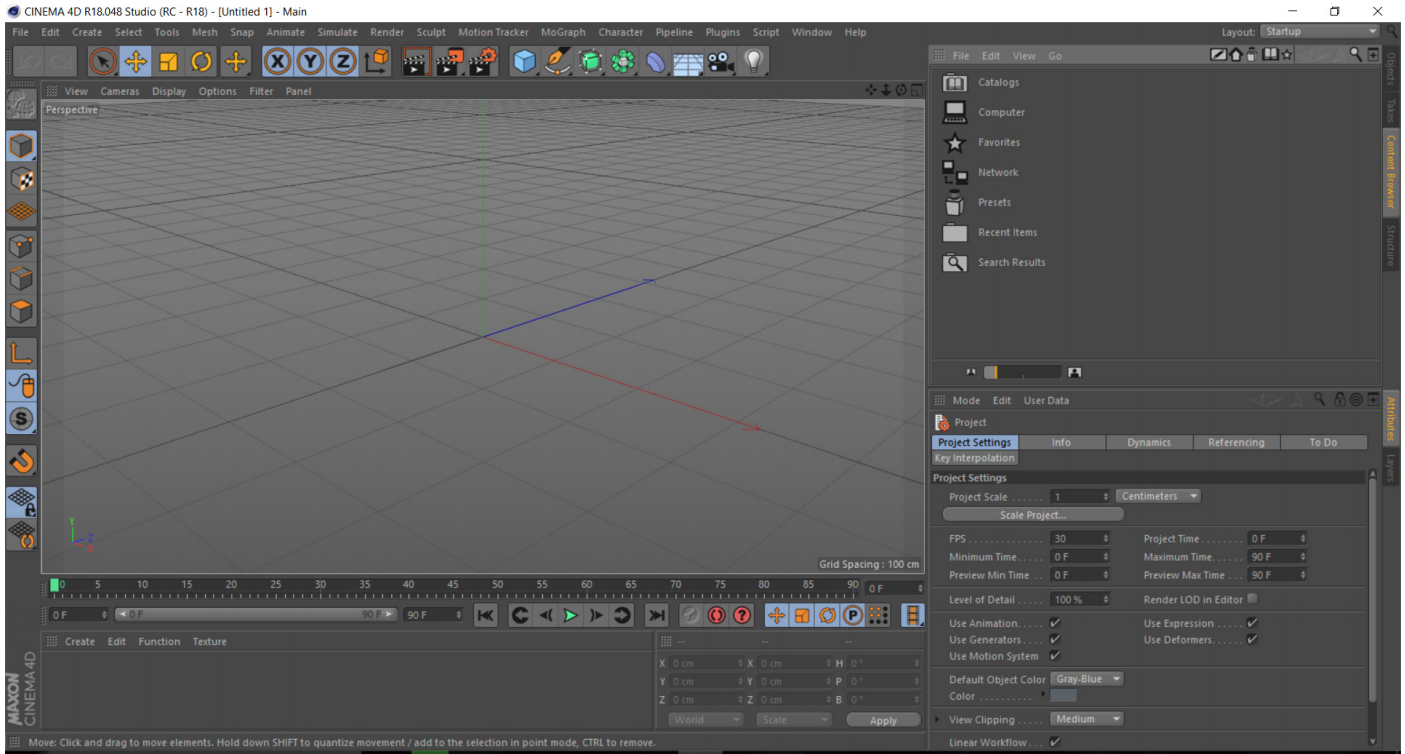 CINEMA 4D R18.048 Studio (RC - R18) - [Untitled 1] - Main
File Edit Create Select Tools Mesh Snap Animate Simulate Render Sculpt Motion Tracker MoGraph Character Pipeline Plugins Script Window Help Layout: Startup
X Y Z
File Edit View Go
View Cameras Display Options Filter Panel
Perspective
Catalogs
Computer
Favorites
Network
Presets
Recent Items
Search Results
Objects
Takes
Content Browser
Structure
S
Y
Z
X
Grid Spacing : 100 cm
Mode Edit User Data
Project
Project Settings Info Dynamics Referencing To Do
Key Interpolation
Attributes
Layers
Project Settings
Project Scale ...... 1 Centimeters
Scale Project...
FPS ............. 30 Project Time ........ 0 F
Minimum Time..... 0 F Maximum Time...... 90 F
Preview Min Time .. 0 F Preview Max Time ... 90 F
Level of Detail ..... 100 % Render LOD in Editor
Use Animation..... Use Expression .....
Use Generators .... Use Deformers......
Use Motion System
Default Object Color Gray-Blue
Color ..........
View Clipping ..... Medium
Linear Workflow...
0 5 10 15 20 25 30 35 40 45 50 55 60 65 70 75 80 85 90 0 F
0 F 0 F 90 F 90 F ? P
Create Edit Function Texture
-- -- --
X 0 cm X 0 cm H 0 °
Y 0 cm Y 0 cm P 0 °
Z 0 cm Z 0 cm B 0 °
World Scale Apply
MAXON
CINEMA 4D
Move: Click and drag to move elements. Hold down SHIFT to quantize movement / add to the selection in point mode, CTRL to remove.